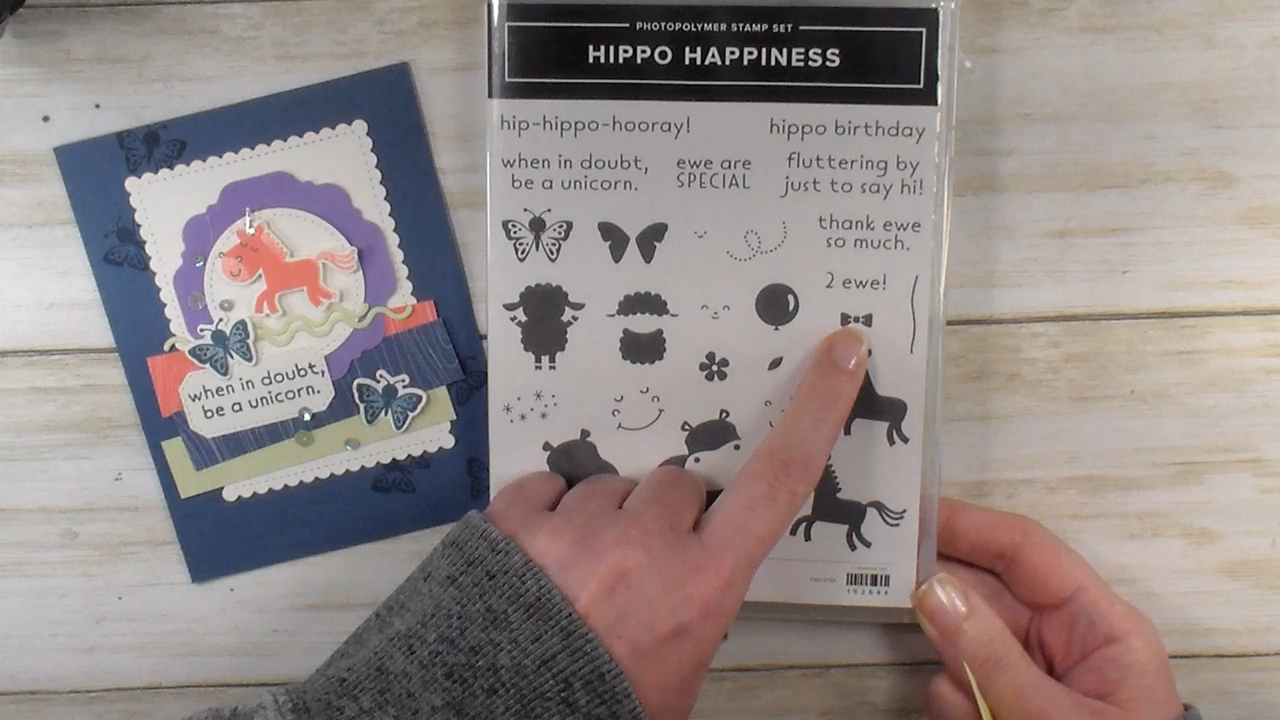 PHOTOPOLYMER STAMP SET
HIPPO HAPPINESS
hip-hippo-hooray!
hippo birthday
when in doubt,
be a unicorn.
ewe are
SPECIAL
fluttering by
just to say hi!
thank ewe
so much.
2 ewe!
152644
when in doubt,
be a unicorn.